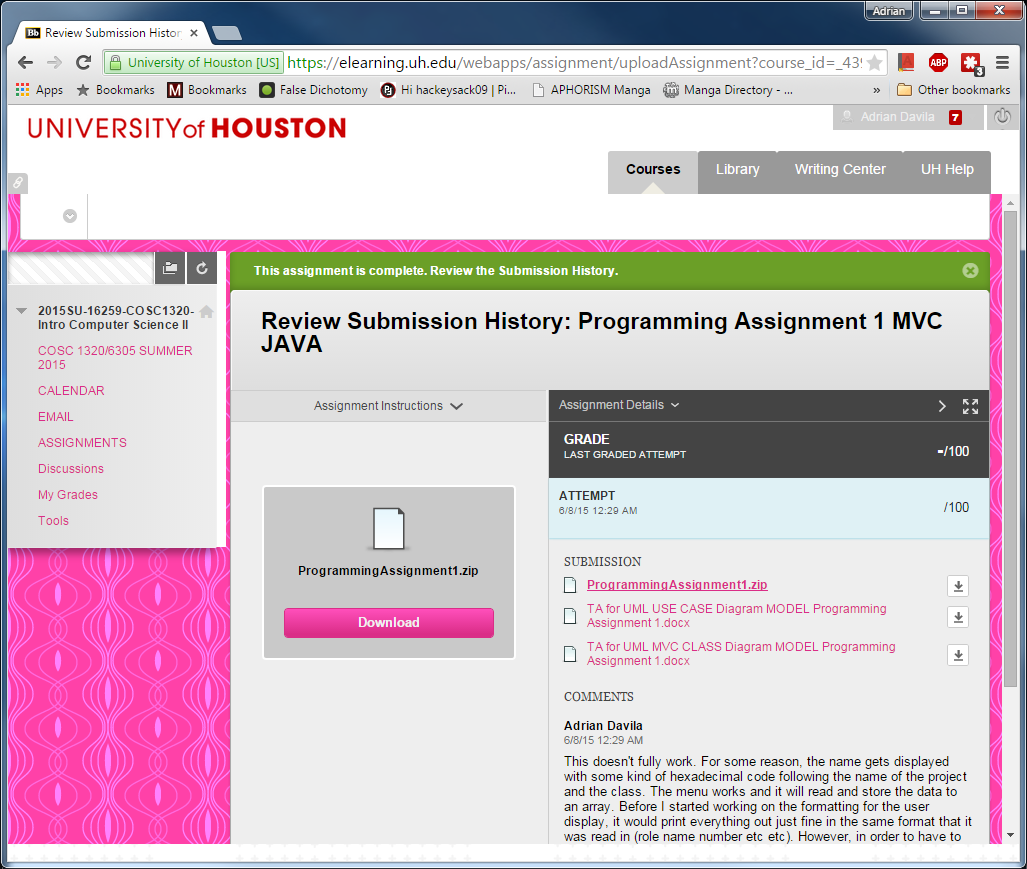 Adrian
Bb Review Submission Histor
University of Houston [US] https://elearning.uh.edu/webapps/assignment/uploadAssignment?course_id=_439
ABP
3
Apps Bookmarks M Bookmarks False Dichotomy Hi hackeysack09 | Pi... APHORISM Manga Manga Directory - ... » Other bookmarks
UNIVERSITY of HOUSTON
Adrian Davila 7
Courses Library Writing Center UH Help
This assignment is complete. Review the Submission History.
2015SU-16259-COSC1320-
Intro Computer Science II
COSC 1320/6305 SUMMER
2015
CALENDAR
EMAIL
ASSIGNMENTS
Discussions
My Grades
Tools
Review Submission History: Programming Assignment 1 MVC
JAVA
Assignment Instructions
ProgrammingAssignment1.zip
Download
Assignment Details
GRADE
LAST GRADED ATTEMPT
-/100
ATTEMPT
6/8/15 12:29 AM
/100
SUBMISSION
ProgrammingAssignment1.zip
TA for UML USE CASE Diagram MODEL Programming
Assignment 1.docx
TA for UML MVC CLASS Diagram MODEL Programming
Assignment 1.docx
COMMENTS
Adrian Davila
6/8/15 12:29 AM
This doesn't fully work. For some reason, the name gets displayed
with some kind of hexadecimal code following the name of the project
and the class. The menu works and it will read and store the data to
an array. Before I started working on the formatting for the user
display, it would print everything out just fine in the same format that it
was read in (role name number etc etc). However, in order to have to